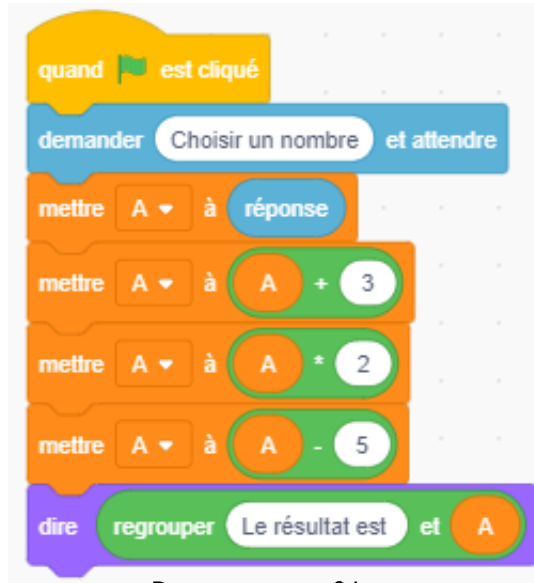 quand est cliqué
demander Choisir un nombre et attendre
mettre A à réponse
mettre A à A + 3
mettre A à A * 2
mettre A à A - 5
dire regrouper Le résultat est et A